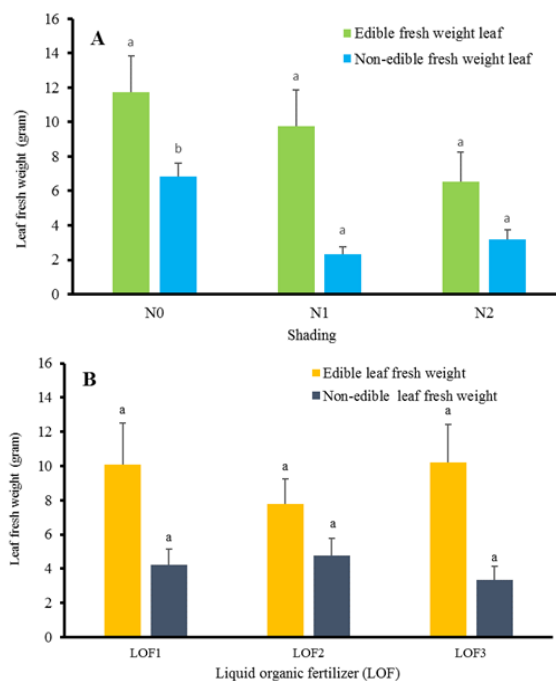 A
Edible fresh weight leaf
Non-edible fresh weight leaf
Leaf fresh weight (gram)
16
14
12
10
8
6
4
2
0
a
b
a
a
a
a
N0
N1
N2
Shading
B
Edible leaf fresh weight
Non-edible leaf fresh weight
Leaf fresh weight (gram)
16
14
12
10
8
6
4
2
0
a
a
a
a
a
a
LOF1
LOF2
LOF3
Liquid organic fertilizer (LOF)